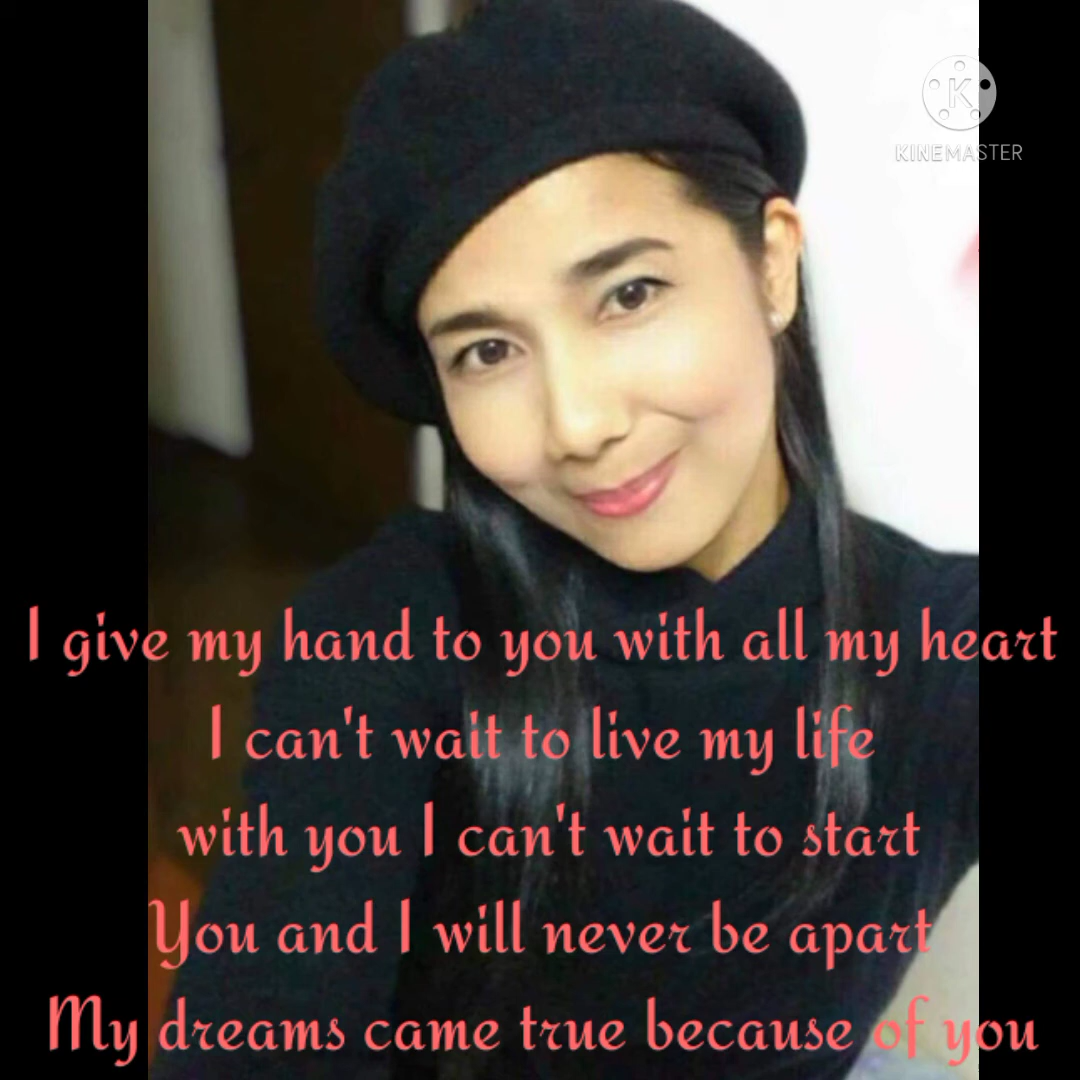 K
KINEMASTER
I give my hand to you with all my heart
I can't wait to live my life
with you I can't wait to start
You and I will never be apart
My dreams came true because of you